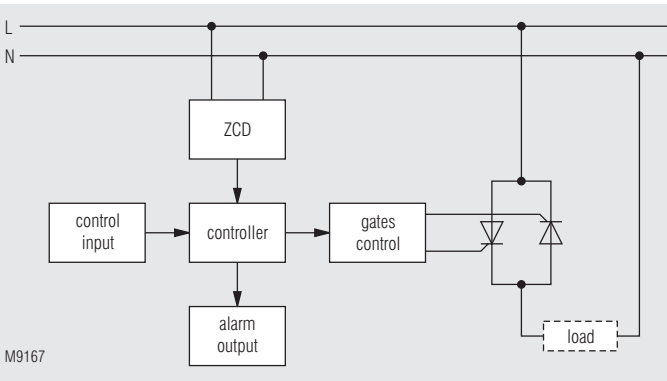 L
N
ZCD
control
input
controller
gates
control
alarm
output
load
M9167